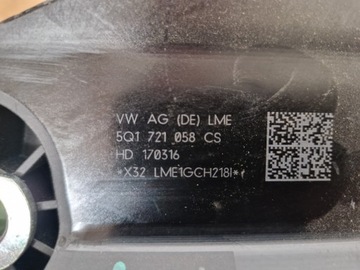 VW AG (DE) LME
5Q1 721 058 CS
HD 170316
*X32 LME1GCH218I*